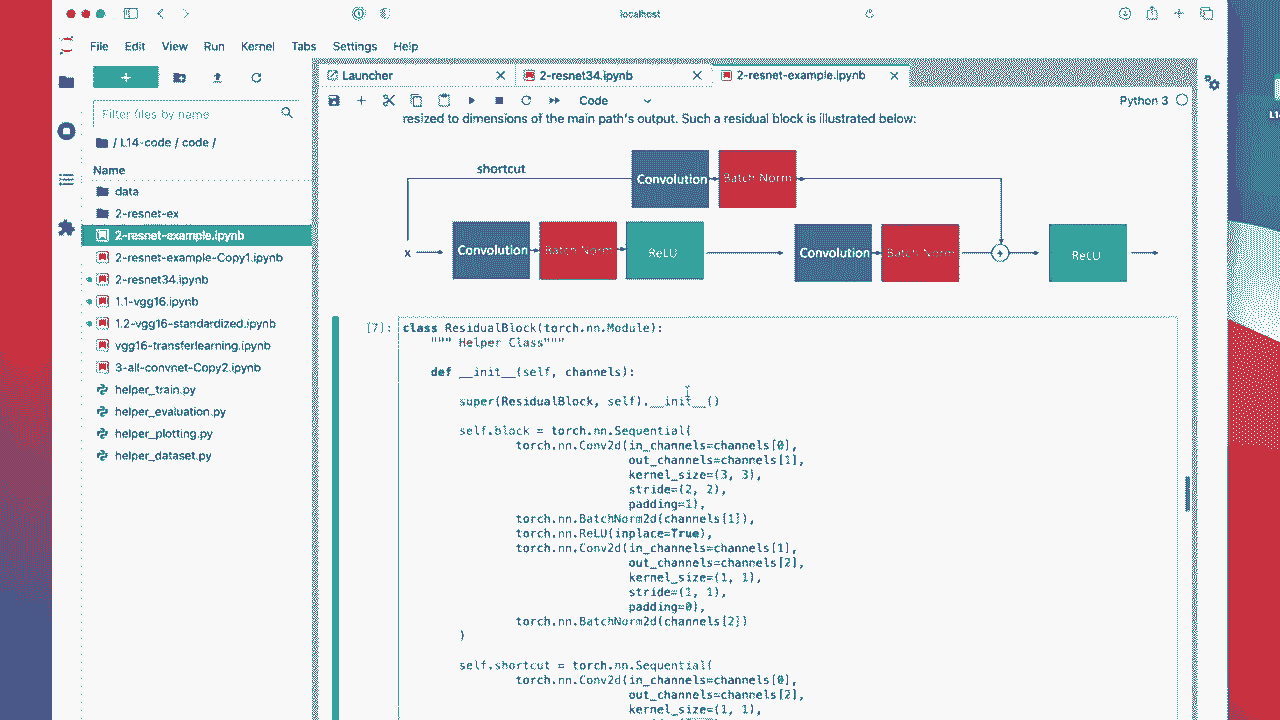 localhost
File Edit View Run Kernel Tabs Settings Help
Launcher
2-resnet34.ipynb
2-resnet-example.ipynb
Code
Python 3
Filter files by name
/ L14-code / code /
Name
data
2-resnet-ex
2-resnet-example.ipynb
2-resnet-example-Copy1.ipynb
2-resnet34.ipynb
1.1-vgg16.ipynb
1.2-vgg16-standardized.ipynb
vgg16-transferlearning.ipynb
3-all-convnet-Copy2.ipynb
helper_train.py
helper_evaluation.py
helper_plotting.py
helper_dataset.py
resized to dimensions of the main path's output. Such a residual block is illustrated below:
shortcut
Convolution
Batch Norm
x
Convolution
Batch Norm
ReLU
Convolution
Batch Norm
+
ReLU
[7]:
class ResidualBlock(torch.nn.Module):
""" Helper Class"""
def __init__(self, channels):
super(ResidualBlock, self).__init__()
self.block = torch.nn.Sequential(
torch.nn.Conv2d(in_channels=channels[0],
out_channels=channels[1],
kernel_size=(3, 3),
stride=(2, 2),
padding=1),
torch.nn.BatchNorm2d(channels[1]),
torch.nn.ReLU(inplace=True),
torch.nn.Conv2d(in_channels=channels[1],
out_channels=channels[2],
kernel_size=(1, 1),
stride=(1, 1),
padding=0),
torch.nn.BatchNorm2d(channels[2])
)
self.shortcut = torch.nn.Sequential(
torch.nn.Conv2d(in_channels=channels[0],
out_channels=channels[2],
kernel_size=(1, 1),